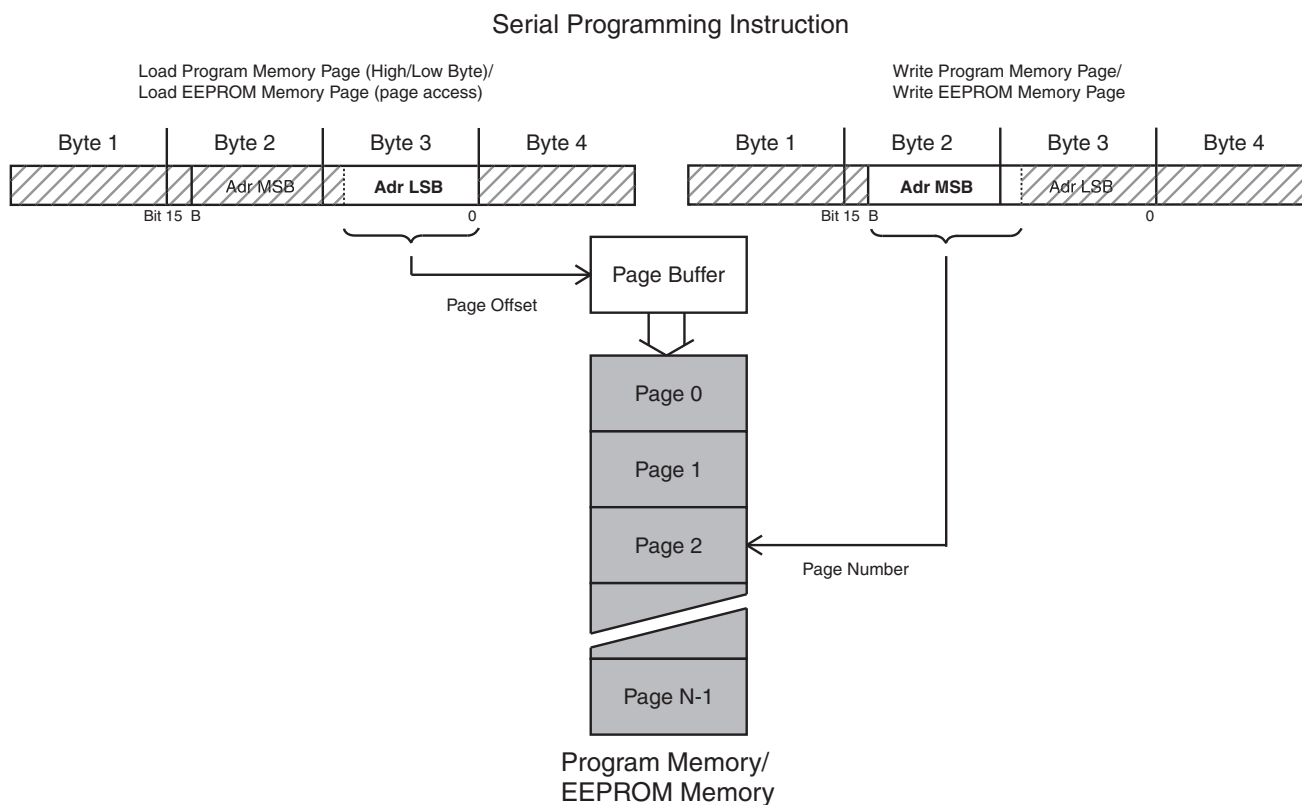 Serial Programming Instruction
Load Program Memory Page (High/Low Byte)/
Load EEPROM Memory Page (page access)
Write Program Memory Page/
Write EEPROM Memory Page
Byte 1 Byte 2 Byte 3 Byte 4
Adr MSB Adr LSB
Bit 15 B 0
Byte 1 Byte 2 Byte 3 Byte 4
Adr MSB Adr LSB
Bit 15 B 0
Page Buffer
Page Offset
Page 0
Page 1
Page 2
Page Number
Page N-1
Program Memory/
EEPROM Memory